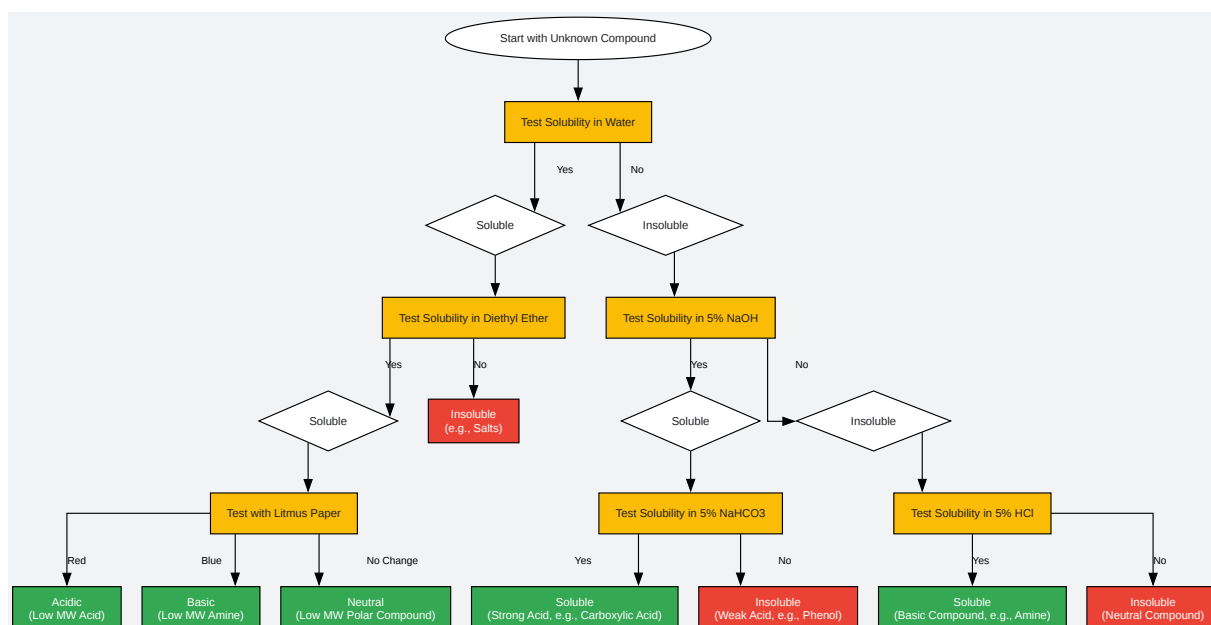 Start with Unknown Compound
Test Solubility in Water
Yes
No
Soluble
Insoluble
Test Solubility in Diethyl Ether
Test Solubility in 5% NaOH
Yes
No
Yes
No
Soluble
Insoluble
(e.g., Salts)
Soluble
Insoluble
Test with Litmus Paper
Test Solubility in 5% NaHCO3
Test Solubility in 5% HCl
Red
Blue
No Change
Yes
No
Yes
No
Acidic
(Low MW Acid)
Basic
(Low MW Amine)
Neutral
(Low MW Polar Compound)
Soluble
(Strong Acid, e.g., Carboxylic Acid)
Insoluble
(Weak Acid, e.g., Phenol)
Soluble
(Basic Compound, e.g., Amine)
Insoluble
(Neutral Compound)